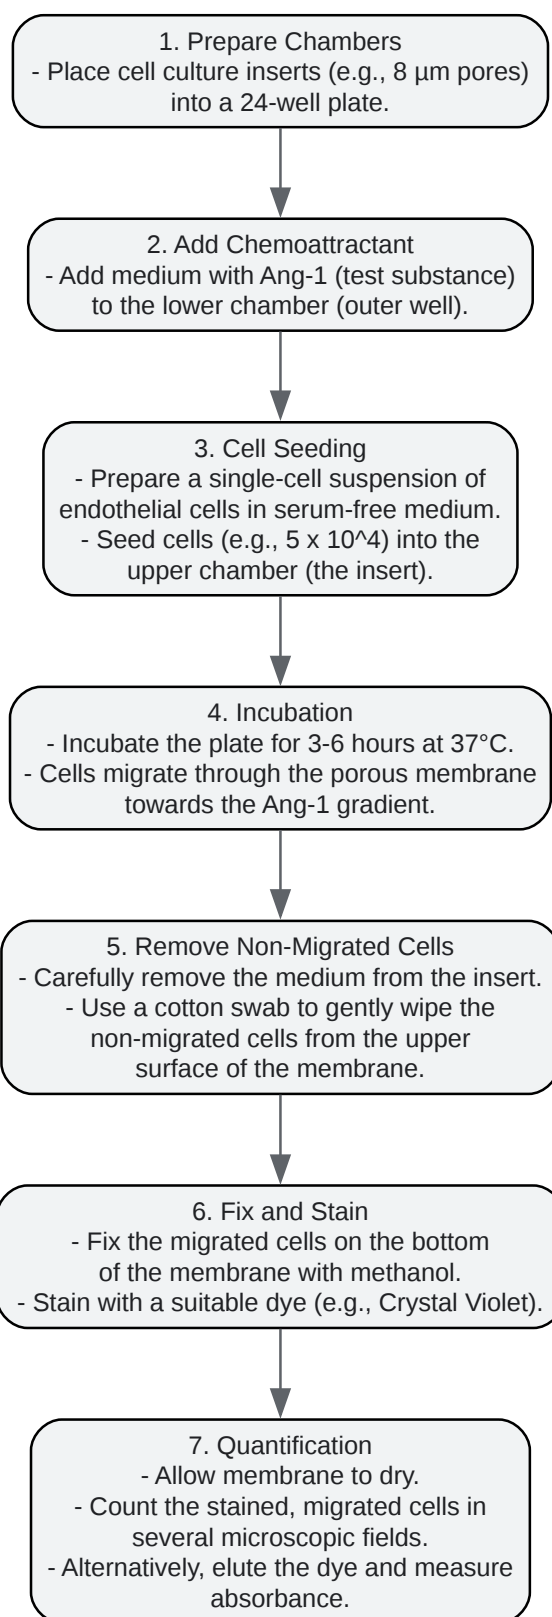 1. Prepare Chambers
- Place cell culture inserts (e.g., 8 µm pores)
into a 24-well plate.
2. Add Chemoattractant
- Add medium with Ang-1 (test substance)
to the lower chamber (outer well).
3. Cell Seeding
- Prepare a single-cell suspension of
endothelial cells in serum-free medium.
- Seed cells (e.g., 5 x 10^4) into the
upper chamber (the insert).
4. Incubation
- Incubate the plate for 3-6 hours at 37°C.
- Cells migrate through the porous membrane
towards the Ang-1 gradient.
5. Remove Non-Migrated Cells
- Carefully remove the medium from the insert.
- Use a cotton swab to gently wipe the
non-migrated cells from the upper
surface of the membrane.
6. Fix and Stain
- Fix the migrated cells on the bottom
of the membrane with methanol.
- Stain with a suitable dye (e.g., Crystal Violet).
7. Quantification
- Allow membrane to dry.
- Count the stained, migrated cells in
several microscopic fields.
- Alternatively, elute the dye and measure
absorbance.